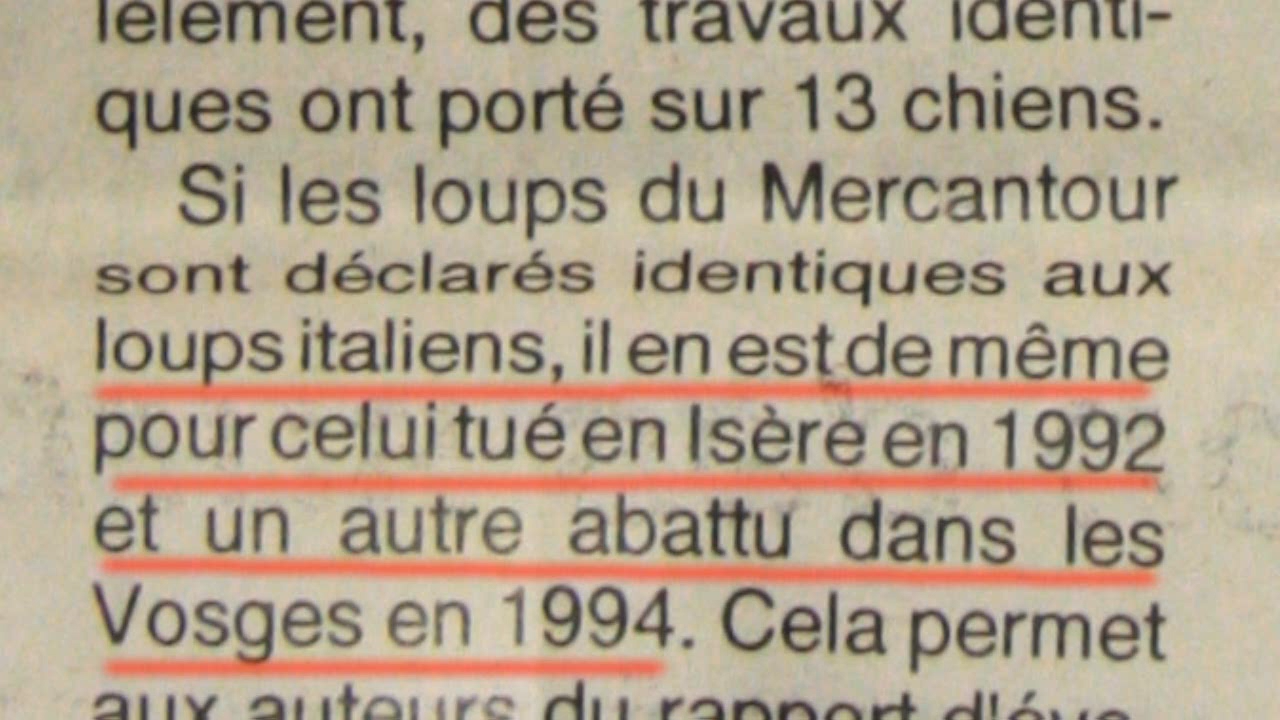 lèlement, des travaux identi-
ques ont porté sur 13 chiens.
Si les loups du Mercantour
sont déclarés identiques aux
loups italiens, il en est de même
pour celui tué en Isère en 1992
et un autre abattu dans les
Vosges en 1994. Cela permet
aux auteurs du rapport d'éve